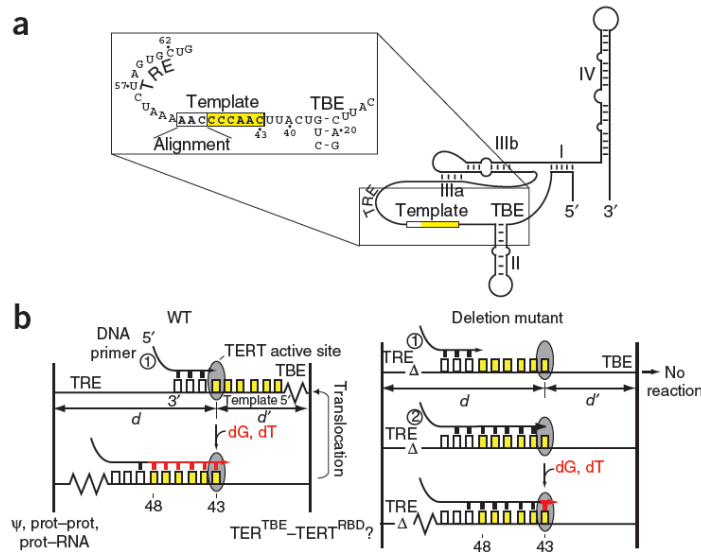 a
62
AGUGCUG
57
U
TRE
CUAAAAACCCCAACUUACUG-CUUAC
Template
TBE
43
40
U-A
20
C-G
Alignment
IV
IIIb
I
IIIa
TRE
Template
TBE
5′
3′
II
b
WT
Deletion mutant
DNA
primer
5′
1
TERT active site
TRE
TBE
3′
Template 5′
d
d′
dG, dT
Translocation
48
43
ψ, prot–prot,
prot–RNA
TER^TBE–TERT^RBD?
1
TRE
Δ
TBE
No
reaction
d
d′
2
TRE
Δ
dG, dT
TRE
Δ
48
43